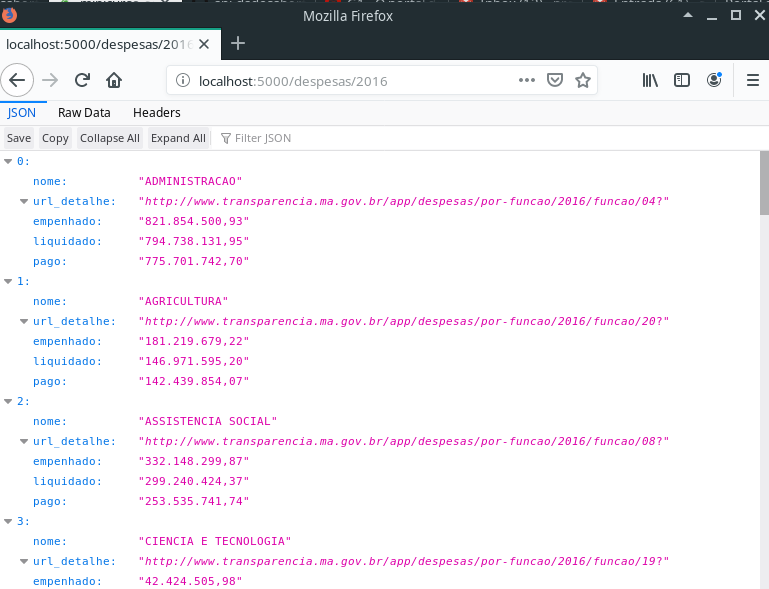 Mozilla Firefox
localhost:5000/despesas/2016
localhost:5000/despesas/2016
JSON Raw Data Headers
Save Copy Collapse All Expand All Filter JSON
0:
nome: "ADMINISTRACAO"
url_detalhe: "http://www.transparencia.ma.gov.br/app/despesas/por-funcao/2016/funcao/04?"
empenhado: "821.854.500,93"
liquidado: "794.738.131,95"
pago: "775.701.742,70"
1:
nome: "AGRICULTURA"
url_detalhe: "http://www.transparencia.ma.gov.br/app/despesas/por-funcao/2016/funcao/20?"
empenhado: "181.219.679,22"
liquidado: "146.971.595,20"
pago: "142.439.854,07"
2:
nome: "ASSISTENCIA SOCIAL"
url_detalhe: "http://www.transparencia.ma.gov.br/app/despesas/por-funcao/2016/funcao/08?"
empenhado: "332.148.299,87"
liquidado: "299.240.424,37"
pago: "253.535.741,74"
3:
nome: "CIENCIA E TECNOLOGIA"
url_detalhe: "http://www.transparencia.ma.gov.br/app/despesas/por-funcao/2016/funcao/19?"
empenhado: "42.424.505,98"